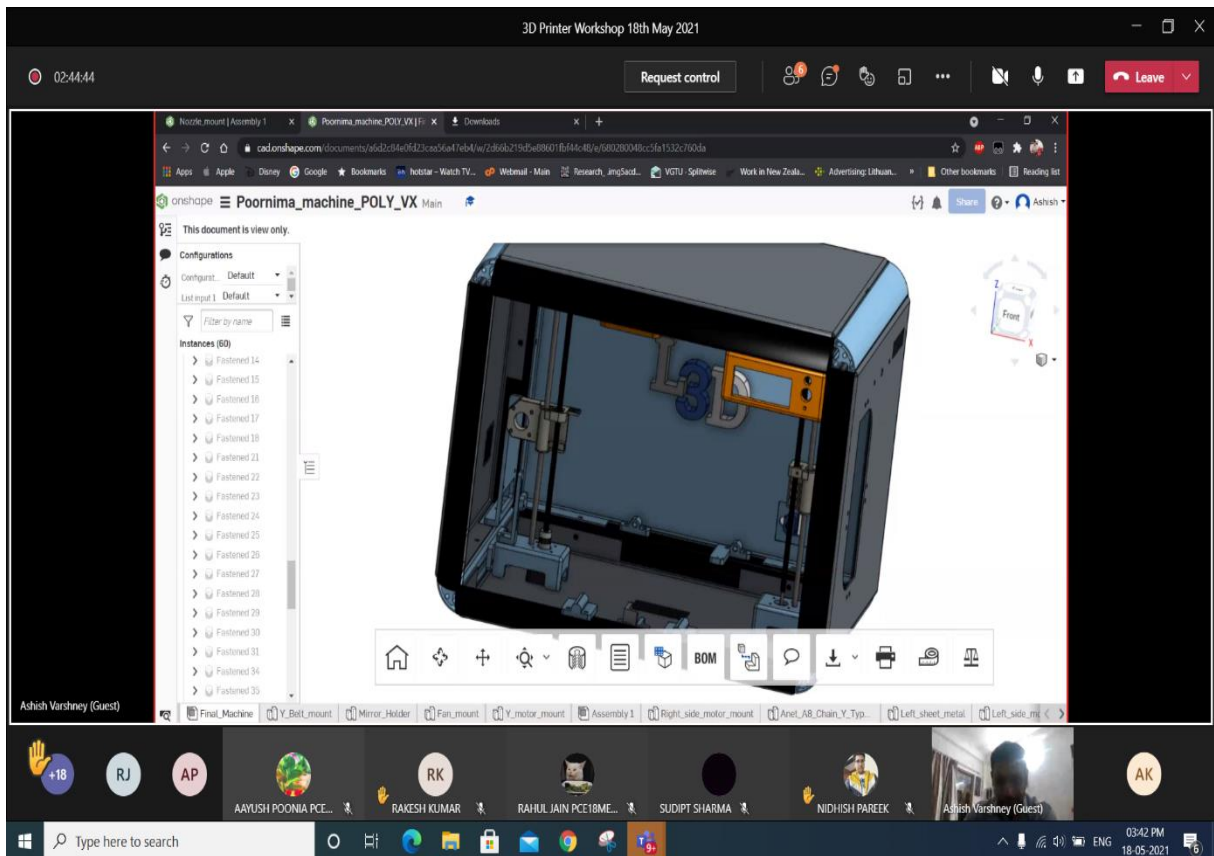 3D Printer Workshop 18th May 2021
02:44:44
Request control
6
Leave
Nozzle_mount | Assembly 1
Poornima_machine_POLY_VX | Fi
Downloads
cad.onshape.com/documents/
Apps
Apple
Disney
Google
Bookmarks
hotstar - Watch TV...
Webmail - Main
VGTU - Splitwise
Work in New Zeala...
Advertising: Lithuan...
Other bookmarks
Reading list
onshape
Poornima_machine_POLY_VX Main
Share
Ashish
This document is view only.
Configurations
Configurat... Default
List input 1 Default
Filter by name
Instances (60)
Fastened 14
Fastened 15
Fastened 16
Fastened 17
Fastened 18
Fastened 21
Fastened 22
Fastened 23
Fastened 24
Fastened 25
Fastened 26
Fastened 27
Fastened 28
Fastened 29
Fastened 30
Fastened 31
Fastened 34
Fastened 35
L3D
Z
Front
X
BOM
Final_Machine
Y_Belt_mount
Mirror_Holder
Fan_mount
Y_motor_mount
Assembly 1
Right_side_motor_mount
Anet_A8_Chain_Y_Typ...
Left_sheet_metal
Left_side_mc
Ashish Varshney (Guest)
+18
RJ
AP
AAYUSH POONIA PCE...
RK
RAKESH KUMAR
RAHUL JAIN PCE18ME...
SUDIPT SHARMA
NIDHISH PAREEK
Ashish Varshney (Guest)
AK
Type here to search
9+
ENG
03:42 PM
18-05-2021
6